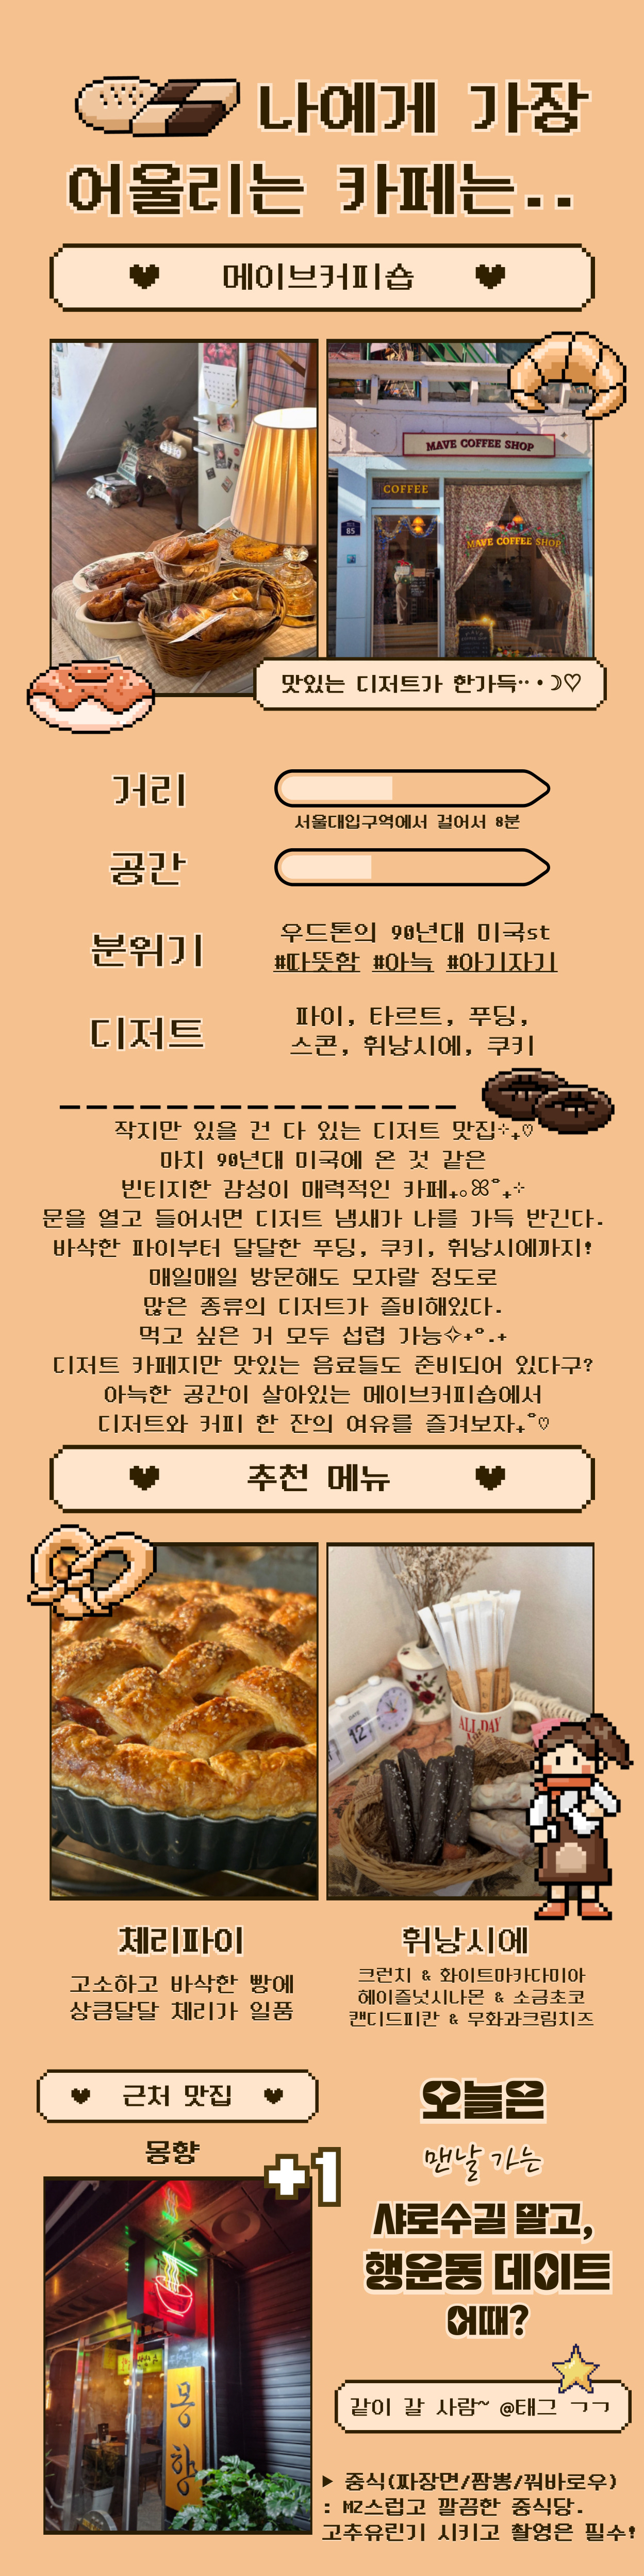 나에게 가장
어울리는 카페는..
메이브커피숍
MAVE COFFEE SHOP
COFFEE
85
MAVE COFFEE SHOP
맛있는 디저트가 한가득··•☽♡
거리
서울대입구역에서 걸어서 8분
공간
분위기
우드톤의 90년대 미국st
#따뜻함 #아늑 #아기자기
디저트
파이, 타르트, 푸딩,
스콘, 휘낭시에, 쿠키
작지만 있을 건 다 있는 디저트 맛집⊹₊♡
마치 90년대 미국에 온 것 같은
빈티지한 감성이 매력적인 카페₊˳ꕤ˚₊⊹
문을 열고 들어서면 디저트 냄새가 나를 가득 반긴다.
바삭한 파이부터 달달한 푸딩, 쿠키, 휘낭시에까지!
매일매일 방문해도 모자랄 정도로
많은 종류의 디저트가 즐비해있다.
먹고 싶은 거 모두 섭렵 가능✧₊°.₊
디저트 카페지만 맛있는 음료들도 준비되어 있다구?
아늑한 공간이 살아있는 메이브커피숍에서
디저트와 커피 한 잔의 여유를 즐겨보자₊˚♡
추천 메뉴
12
ALL DAY
체리파이
고소하고 바삭한 빵에
상큼달달 체리가 일품
휘낭시에
크런치 & 화이트마카다미아
헤이즐넛시나몬 & 소금초코
캔디드피칸 & 무화과크림치즈
근처 맛집
몽향
+1
몽향
오늘은
맨날 가는
샤로수길 말고,
행운동 데이트
어때?
같이 갈 사람~ @태그 ㄱㄱ
▶ 중식(짜장면/짬뽕/꿔바로우)
: MZ스럽고 깔끔한 중식당.
고추유린기 시키고 촬영은 필수!